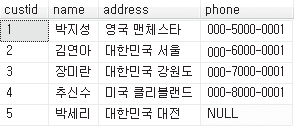 custid name address phone
1 박지성 영국 맨체스타 000-5000-0001
2 김연아 대한민국 서울 000-6000-0001
3 장미란 대한민국 강원도 000-7000-0001
4 추신수 미국 클리블랜드 000-8000-0001
5 박세리 대한민국 대전 NULL